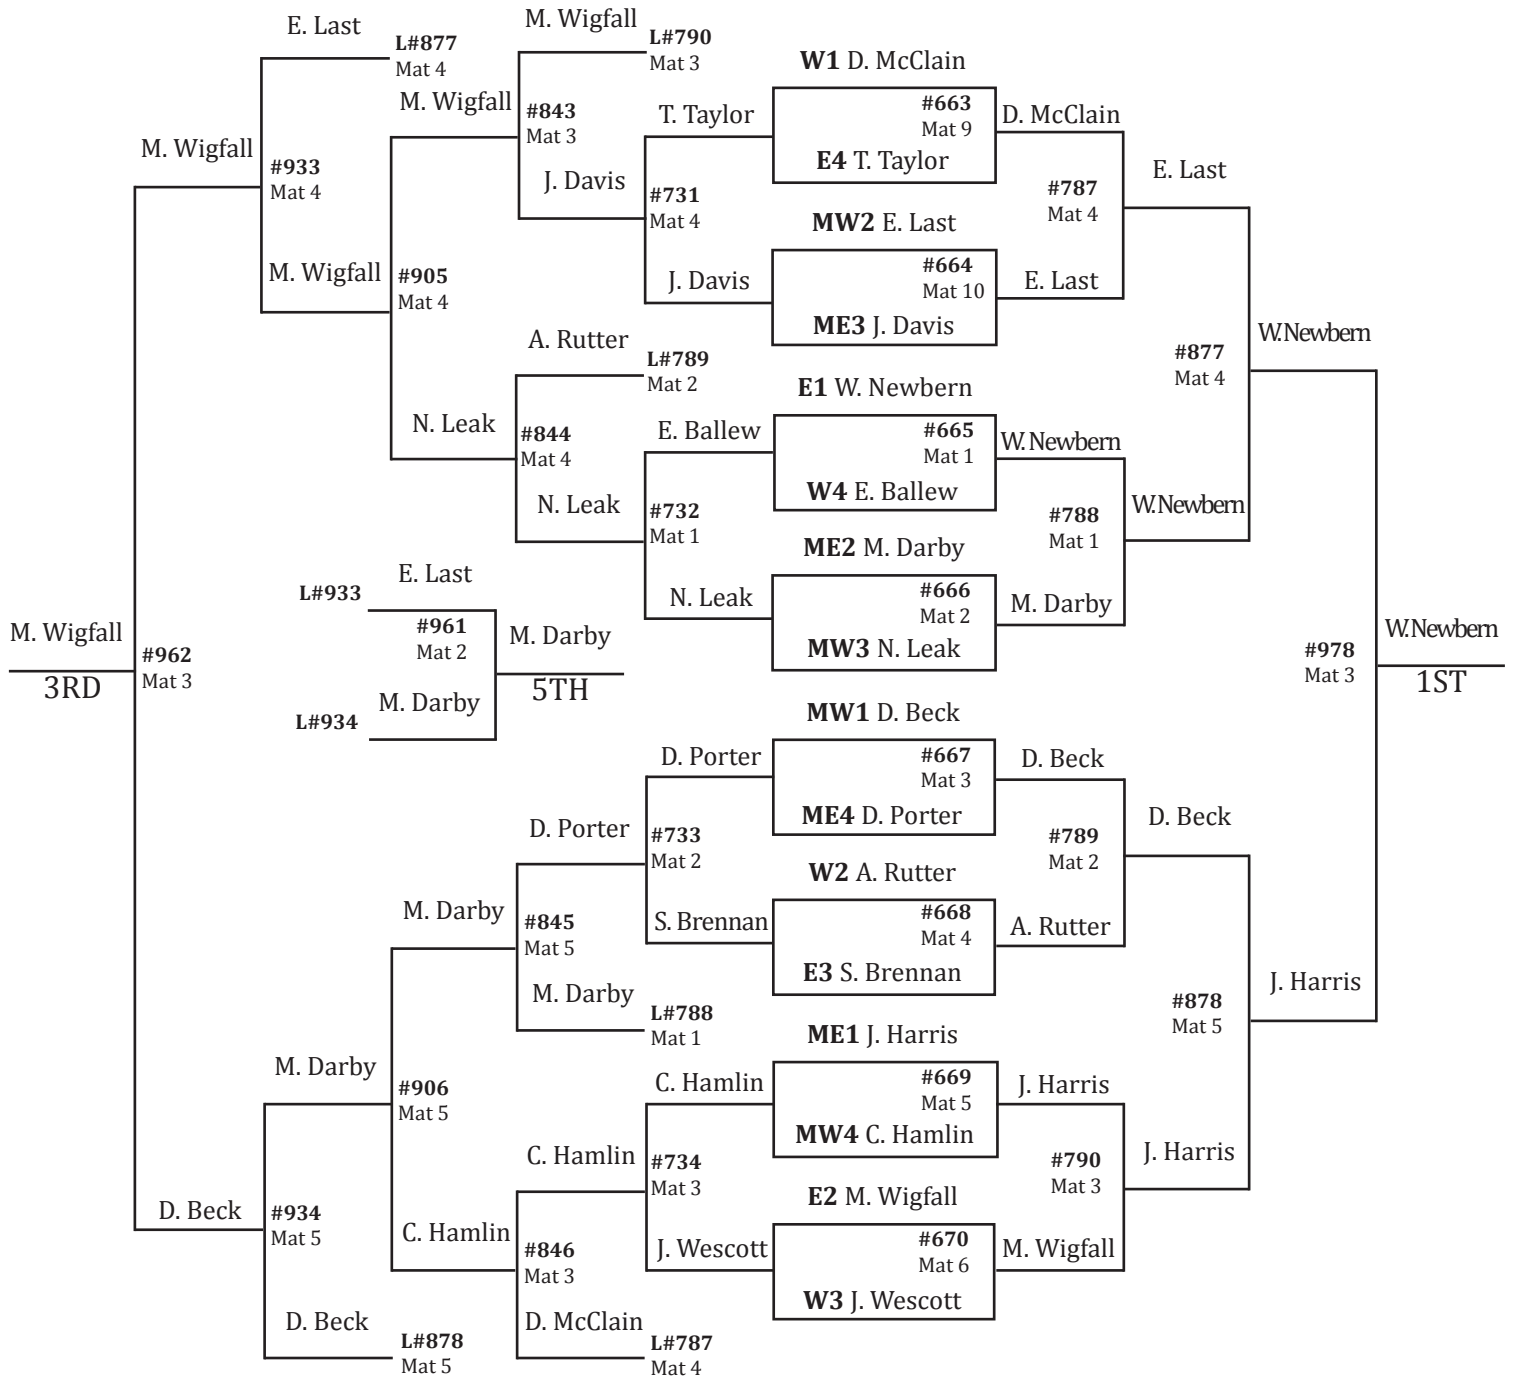 M. Wigfall
E. Last
L#877
Mat 4
L#790
Mat 3
W1 D. McClain
M. Wigfall
#843
Mat 3
T. Taylor
#663
Mat 9
D. McClain
M. Wigfall
#933
Mat 4
J. Davis
#731
Mat 4
E4 T. Taylor
#787
Mat 4
E. Last
MW2 E. Last
M. Wigfall
#905
Mat 4
J. Davis
#664
Mat 10
E. Last
ME3 J. Davis
A. Rutter
L#789
Mat 2
W.Newbern
#877
Mat 4
E1 W. Newbern
N. Leak
#844
Mat 4
E. Ballew
#665
Mat 1
W.Newbern
N. Leak
#732
Mat 1
W4 E. Ballew
#788
Mat 1
W.Newbern
ME2 M. Darby
E. Last
L#933
N. Leak
#666
Mat 2
M. Darby
M. Wigfall
#961
Mat 2
M. Darby
MW3 N. Leak
#978
Mat 3
W.Newbern
#962
Mat 3
3RD
M. Darby
5TH
1ST
L#934
MW1 D. Beck
D. Porter
#667
Mat 3
D. Beck
D. Porter
#733
Mat 2
ME4 D. Porter
#789
Mat 2
D. Beck
W2 A. Rutter
M. Darby
#845
Mat 5
S. Brennan
#668
Mat 4
A. Rutter
E3 S. Brennan
M. Darby
L#788
Mat 1
J. Harris
#878
Mat 5
ME1 J. Harris
M. Darby
#906
Mat 5
C. Hamlin
#669
Mat 5
J. Harris
MW4 C. Hamlin
C. Hamlin
#734
Mat 3
#790
Mat 3
J. Harris
E2 M. Wigfall
D. Beck
#934
Mat 5
C. Hamlin
#846
Mat 3
J. Wescott
#670
Mat 6
M. Wigfall
W3 J. Wescott
D. Beck
L#878
Mat 5
D. McClain
L#787
Mat 4